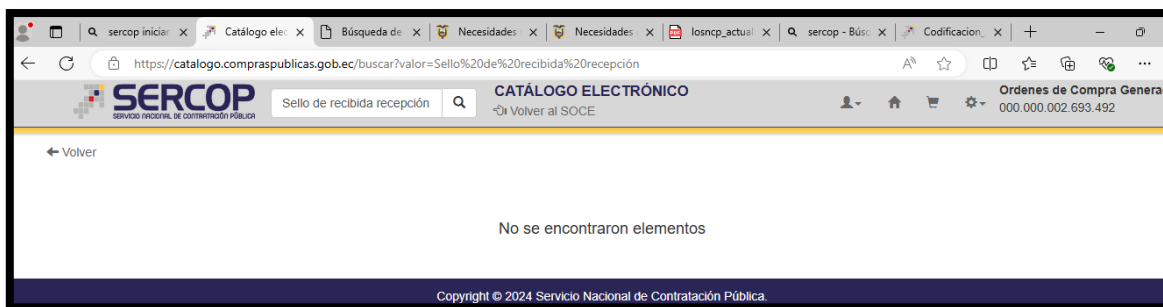 sercop iniciar
Catálogo elec
Búsqueda de
Necesidades
Necesidades
losncp_actual
sercop - Búsc
Codificacion_
https://catalogo.compraspublicas.gob.ec/buscar?valor=Sello%20de%20recibida%20recepción
SERCOP
SERVICIO NACIONAL DE CONTRATACIÓN PÚBLICA
Sello de recibida recepción
CATÁLOGO ELECTRÓNICO
Volver al SOCE
Ordenes de Compra Genera
000.000.002.693.492
Volver
No se encontraron elementos
Copyright © 2024 Servicio Nacional de Contratación Pública.